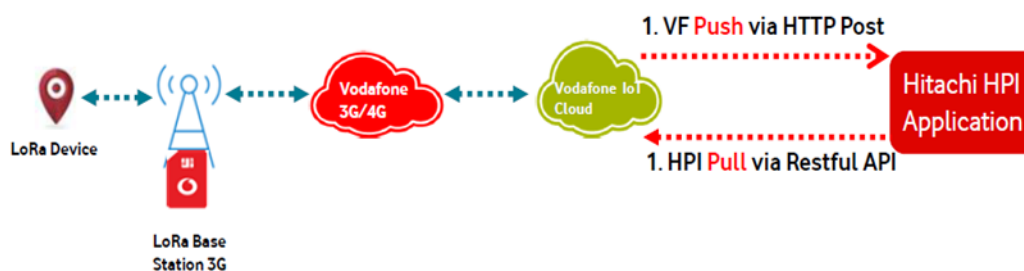 1. VF Push via HTTP Post
Vodafone
3G/4G
Vodafone IoT
Cloud
Hitachi HPI
Application
LoRa Device
1. HPI Pull via Restful API
LoRa Base
Station 3G